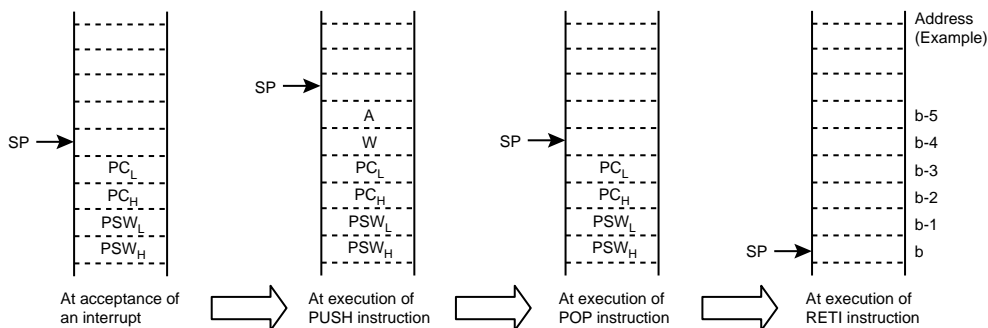 Address
(Example)
SP
A
b-5
SP
W
SP
b-4
PCL
PCL
PCL
b-3
PCH
PCH
PCH
b-2
PSWL
PSWL
PSWL
b-1
PSWH
PSWH
PSWH
SP
b
At acceptance of
an interrupt
At execution of
PUSH instruction
At execution of
POP instruction
At execution of
RETI instruction